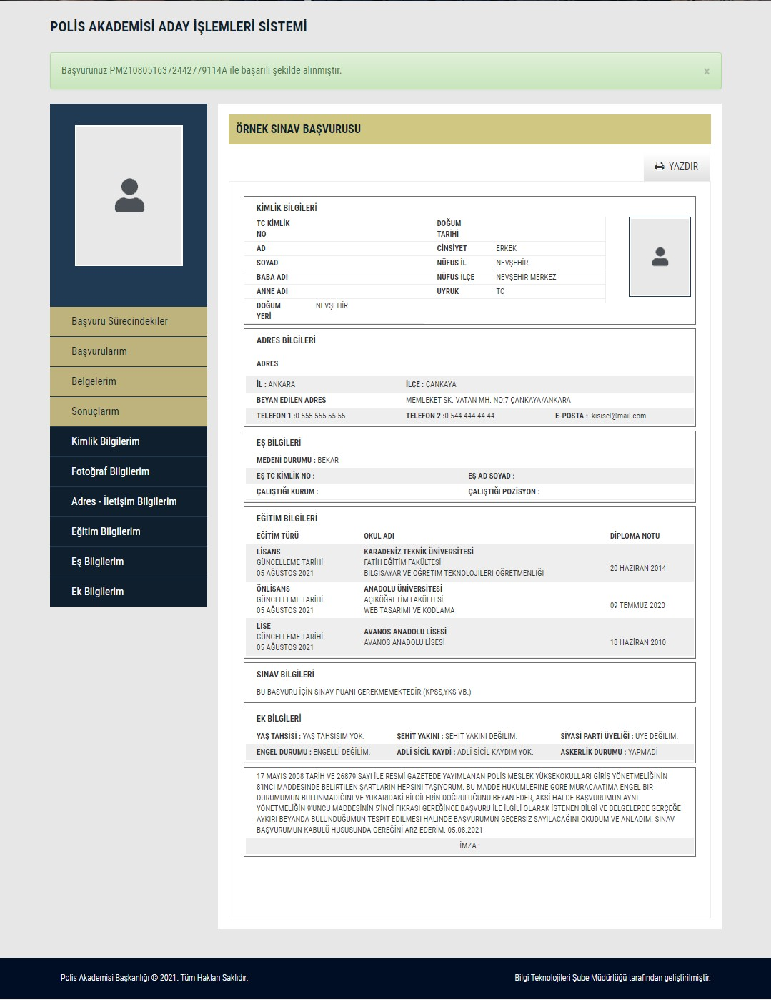 POLİS AKADEMİSİ ADAY İŞLEMLERİ SİSTEMİ
Başvurunuz PM21080516372442779114A ile başarılı şekilde alınmıştır.
×
Başvuru Sürecindekiler
Başvurularım
Belgelerim
Sonuçlarım
Kimlik Bilgilerim
Fotoğraf Bilgilerim
Adres - İletişim Bilgilerim
Eğitim Bilgilerim
Eş Bilgilerim
Ek Bilgilerim
ÖRNEK SINAV BAŞVURUSU
YAZDIR
KİMLİK BİLGİLERİ
TC KİMLİK NO DOĞUM TARİHİ
AD CİNSİYET ERKEK
SOYAD NÜFUS İL NEVŞEHİR
BABA ADI NÜFUS İLÇE NEVŞEHİR MERKEZ
ANNE ADI UYRUK TC
DOĞUM YERİ NEVŞEHİR
ADRES BİLGİLERİ
ADRES
İL : ANKARA İLÇE : ÇANKAYA
BEYAN EDİLEN ADRES MEMLEKET SK. VATAN MH. NO:7 ÇANKAYA/ANKARA
TELEFON 1 :0 555 555 55 55 TELEFON 2 :0 544 444 44 44 E-POSTA : kisisel@mail.com
EŞ BİLGİLERİ
MEDENİ DURUMU : BEKAR
EŞ TC KİMLİK NO : EŞ AD SOYAD :
ÇALIŞTIĞI KURUM : ÇALIŞTIĞI POZİSYON :
EĞİTİM BİLGİLERİ
EĞİTİM TÜRÜ OKUL ADI DİPLOMA NOTU
LİSANS KARADENİZ TEKNİK ÜNİVERSİTESİ
GÜNCELLEME TARİHİ FATİH EĞİTİM FAKÜLTESİ
05 AĞUSTOS 2021 BİLGİSAYAR VE ÖĞRETİM TEKNOLOJİLERİ ÖĞRETMENLİĞİ 20 HAZİRAN 2014
ÖNLİSANS ANADOLU ÜNİVERSİTESİ
GÜNCELLEME TARİHİ AÇIKÖĞRETİM FAKÜLTESİ
05 AĞUSTOS 2021 WEB TASARIMI VE KODLAMA 09 TEMMUZ 2020
LİSE
GÜNCELLEME TARİHİ AVANOS ANADOLU LİSESİ
05 AĞUSTOS 2021 AVANOS ANADOLU LİSESİ 18 HAZİRAN 2010
SINAV BİLGİLERİ
BU BASVURU İÇİN SINAV PUANI GEREKMEMEKTEDİR.(KPSS,YKS VB.)
EK BİLGİLERİ
YAŞ TAHSİSİ : YAŞ TAHSİSİM YOK. ŞEHİT YAKINI : ŞEHİT YAKINI DEĞİLİM. SİYASİ PARTİ ÜYELİĞİ : ÜYE DEĞİLİM.
ENGEL DURUMU : ENGELLİ DEĞİLİM. ADLİ SİCİL KAYDİ : ADLİ SİCİL KAYDIM YOK. ASKERLİK DURUMU : YAPMADİ
17 MAYIS 2008 TARİH VE 26879 SAYI İLE RESMİ GAZETEDE YAYIMLANAN POLİS MESLEK YÜKSEKOKULLARI GİRİŞ YÖNETMELİĞİNİN
8'İNCİ MADDESİNDE BELİRTİLEN ŞARTLARIN HEPSİNİ TAŞIYORUM. BU MADDE HÜKÜMLERİNE GÖRE MÜRACAATIMA ENGEL BİR
DURUMUMUN BULUNMADIĞINI VE YUKARIDAKİ BİLGİLERİN DOĞRULUĞUNU BEYAN EDER, AKSİ HALDE BAŞVURUMUN AYNI
YÖNETMELİĞİN 9'UNCU MADDESİNİN 5'İNCİ FIKRASI GEREĞİNCE BAŞVURU İLE İLGİLİ OLARAK İSTENEN BİLGİ VE BELGELERDE GERÇEĞE
AYKIRI BEYANDA BULUNDUĞUMUN TESPİT EDİLMESİ HALİNDE BAŞVURUMUN GEÇERSİZ SAYILACAĞINI OKUDUM VE ANLADIM. SINAV
BAŞVURUMUN KABULÜ HUSUSUNDA GEREĞİNİ ARZ EDERİM. 05.08.2021
İMZA :
Polis Akademisi Başkanlığı © 2021. Tüm Hakları Saklıdır. Bilgi Teknolojileri Şube Müdürlüğü tarafından geliştirilmiştir.